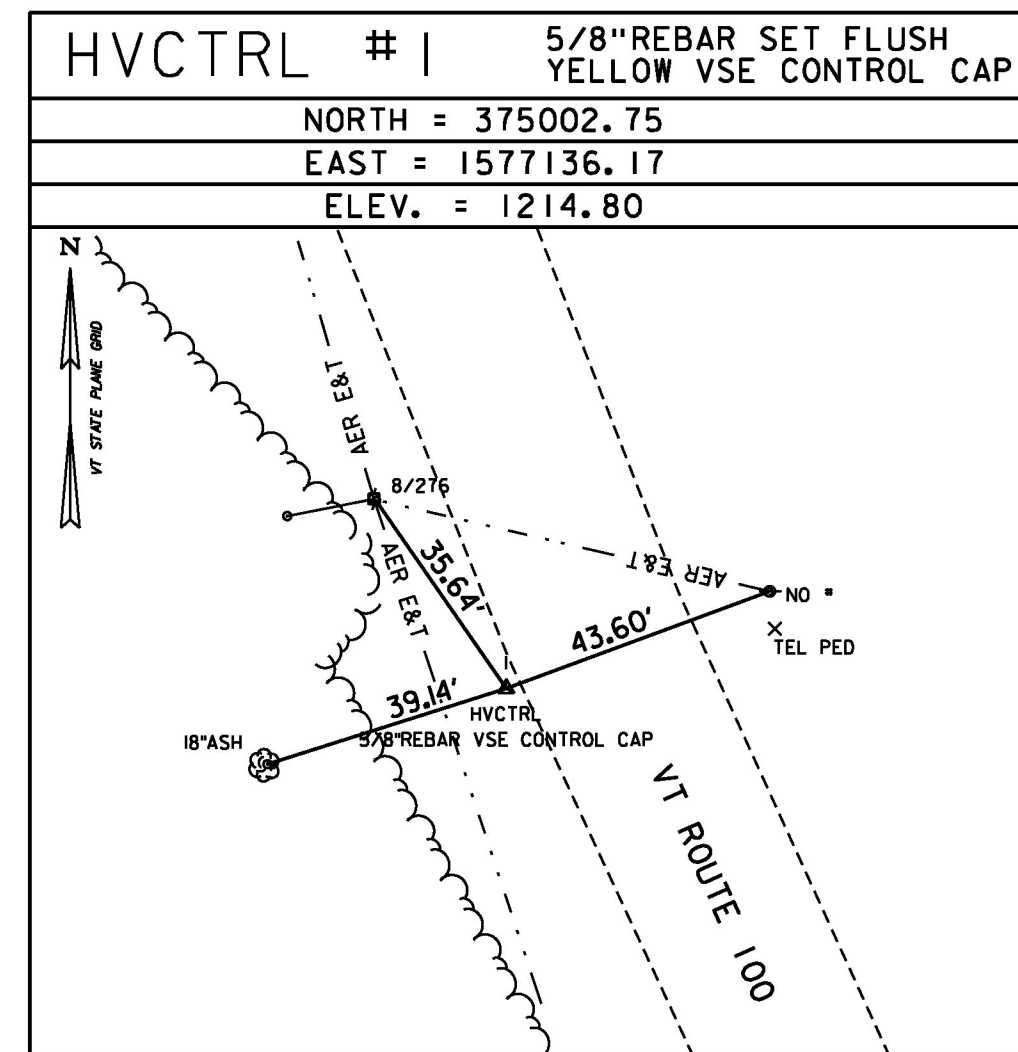 HVCTRL #1
5/8"REBAR SET FLUSH
YELLOW VSE CONTROL CAP
NORTH = 375002.75
EAST = 1577136.17
ELEV. = 1214.80
N
VT STATE PLANE GRID
AER E&T
8/276
AER E&T
35.64'
AER E&T
NO #
43.60'
TEL PED
39.14'
HVCTRL
18"ASH
5/8"REBAR VSE CONTROL CAP
VT ROUTE 100